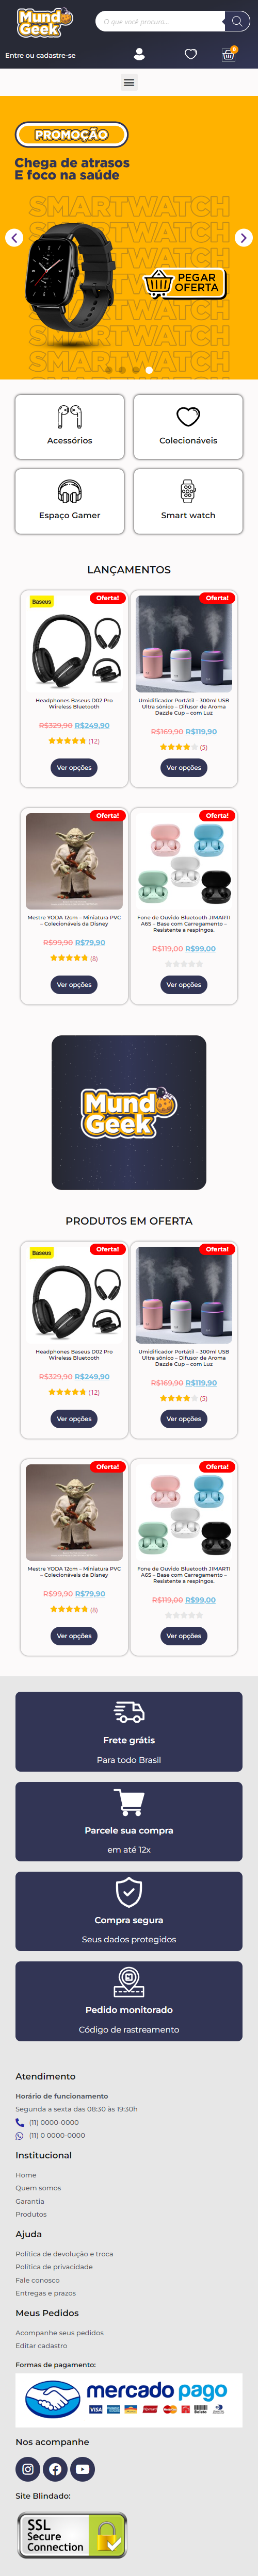 Mundo Geek
O que você procura...
Entre ou cadastre-se
0
PROMOÇÃO
Chega de atrasos
E foco na saúde
SMARTWATCH
SMARTWATCH
SMARTWATCH
SMARTWATCH
SMARTWATCH
SMARTWATCH
SMARTWATCH
PEGAR
OFERTA
Acessórios
Colecionáveis
Espaço Gamer
Smart watch
LANÇAMENTOS
Oferta!
Baseus
Headphones Baseus D02 Pro
Wireless Bluetooth
R$329,90 R$249,90
(12)
Ver opções
Oferta!
Umidificador Portátil – 300ml USB
Ultra sônico – Difusor de Aroma
Dazzle Cup – com Luz
R$169,90 R$119,90
(5)
Ver opções
Oferta!
Mestre YODA 12cm – Miniatura PVC
– Colecionáveis da Disney
R$99,90 R$79,90
(8)
Ver opções
Oferta!
Fone de Ouvido Bluetooth JIMARTI
A6S – Base com Carregamento –
Resistente a respingos.
R$119,00 R$99,00
Ver opções
Mundo Geek
PRODUTOS EM OFERTA
Oferta!
Baseus
Headphones Baseus D02 Pro
Wireless Bluetooth
R$329,90 R$249,90
(12)
Ver opções
Oferta!
Umidificador Portátil – 300ml USB
Ultra sônico – Difusor de Aroma
Dazzle Cup – com Luz
R$169,90 R$119,90
(5)
Ver opções
Oferta!
Mestre YODA 12cm – Miniatura PVC
– Colecionáveis da Disney
R$99,90 R$79,90
(8)
Ver opções
Oferta!
Fone de Ouvido Bluetooth JIMARTI
A6S – Base com Carregamento –
Resistente a respingos.
R$119,00 R$99,00
Ver opções
Frete grátis
Para todo Brasil
Parcele sua compra
em até 12x
Compra segura
Seus dados protegidos
Pedido monitorado
Código de rastreamento
Atendimento
Horário de funcionamento
Segunda a sexta das 08:30 às 19:30h
(11) 0000-0000
(11) 0 0000-0000
Institucional
Home
Quem somos
Garantia
Produtos
Ajuda
Política de devolução e troca
Política de privacidade
Fale conosco
Entregas e prazos
Meus Pedidos
Acompanhe seus pedidos
Editar cadastro
Formas de pagamento:
mercado pago
VISA
Nos acompanhe
Site Blindado:
SSL
Secure
Connection